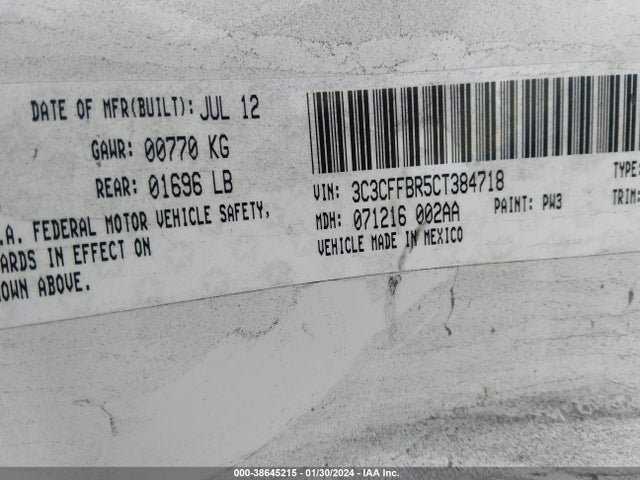 DATE OF MFR(BUILT): JUL 12
GAWR: 00770 KG
REAR: 01696 LB
.A. FEDERAL MOTOR VEHICLE SAFETY,
ARDS IN EFFECT ON
OWN ABOVE.
VIN: 3C3CFFBR5CT384718
TYPE:
MDH: 071216 002AA
PAINT: PW3
TRIM:
VEHICLE MADE IN MEXICO
000-38645215 - 01/30/2024 - IAA Inc.